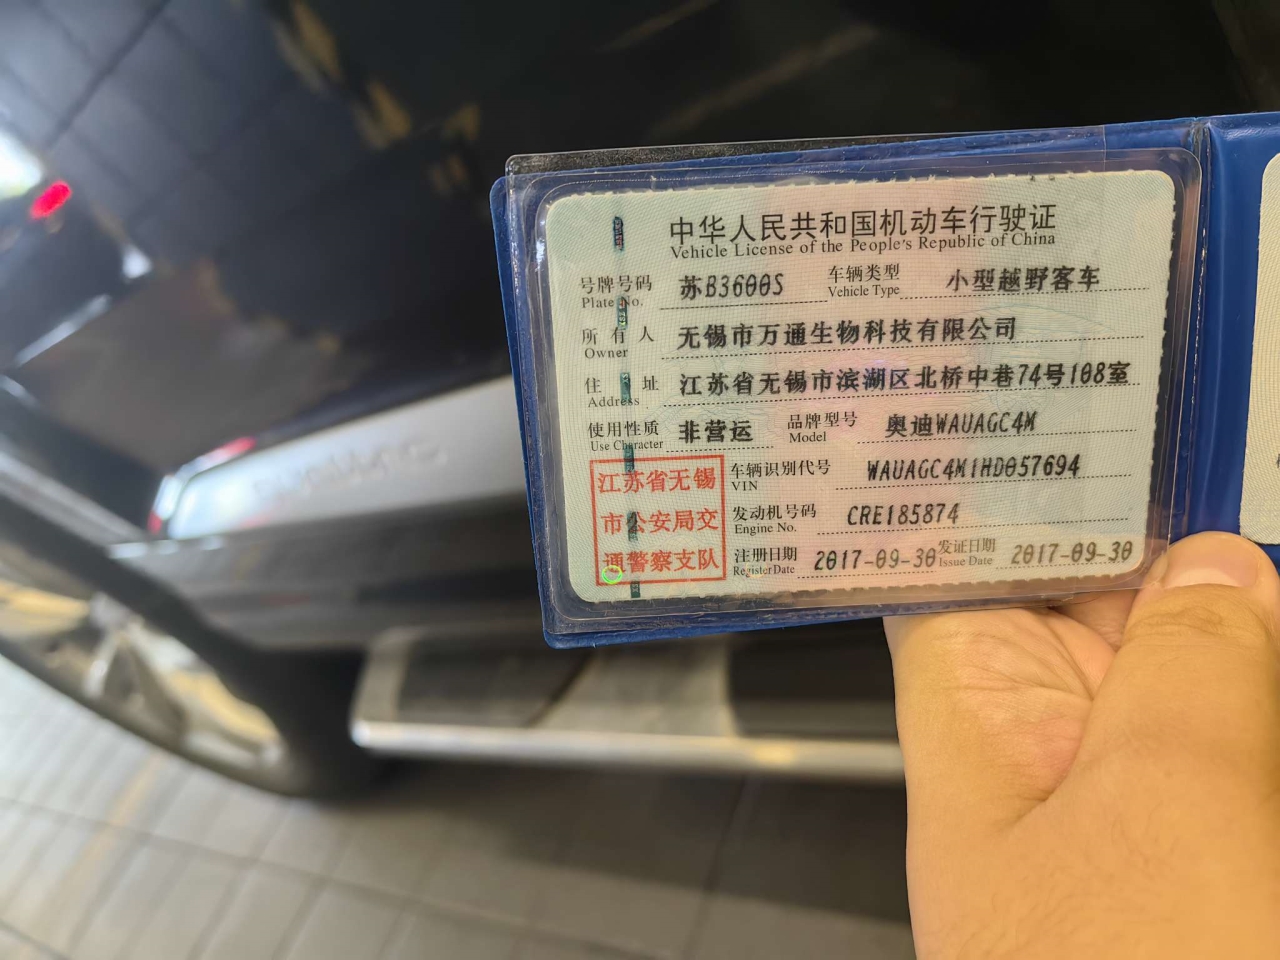 中华人民共和国机动车行驶证
Vehicle License of the People's Republic of China
号牌号码 苏B3600S 车辆类型 小型越野客车
Plate No. Vehicle Type
所有人 无锡市万通生物科技有限公司
Owner
住址 江苏省无锡市滨湖区北桥中巷74号108室
Address
使用性质 非营运 品牌型号 奥迪WAUAGC4M
Use Character Model
江苏省无锡
市公安局交
通警察支队
车辆识别代号 WAUAGC4M1HD057694
VIN
发动机号码 CRE185874
Engine No.
注册日期 2017-09-30 发证日期 2017-09-30
Register Date Issue Date
quattro